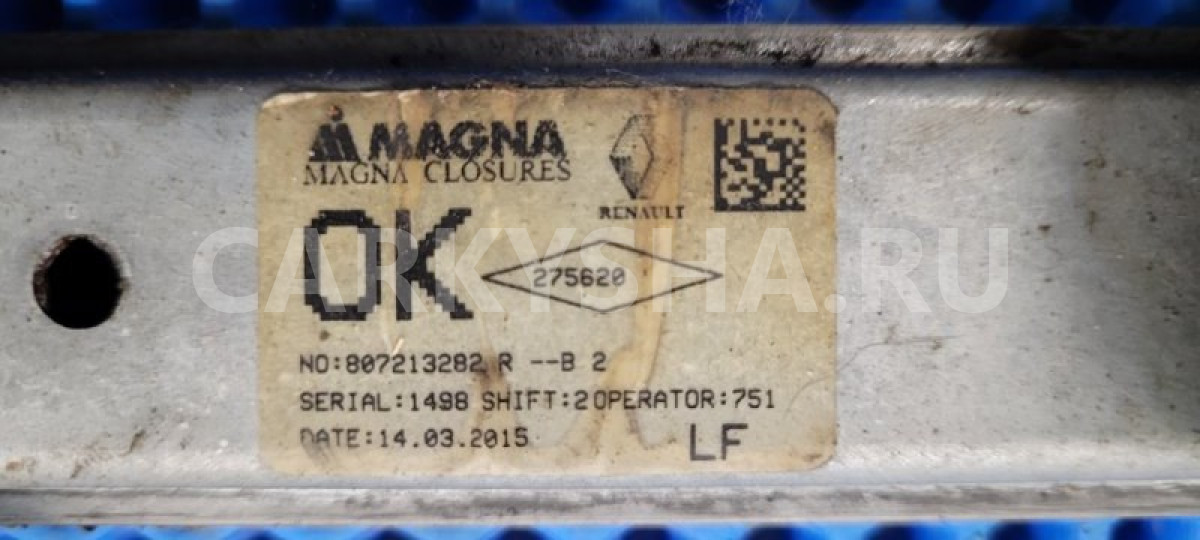 MAGNA
MAGNA CLOSURES
RENAULT
OK
275620
CARKYSHA.RU
NO:807213282 R --B 2
SERIAL:1498 SHIFT:2OPERATOR:751
DATE:14.03.2015
LF